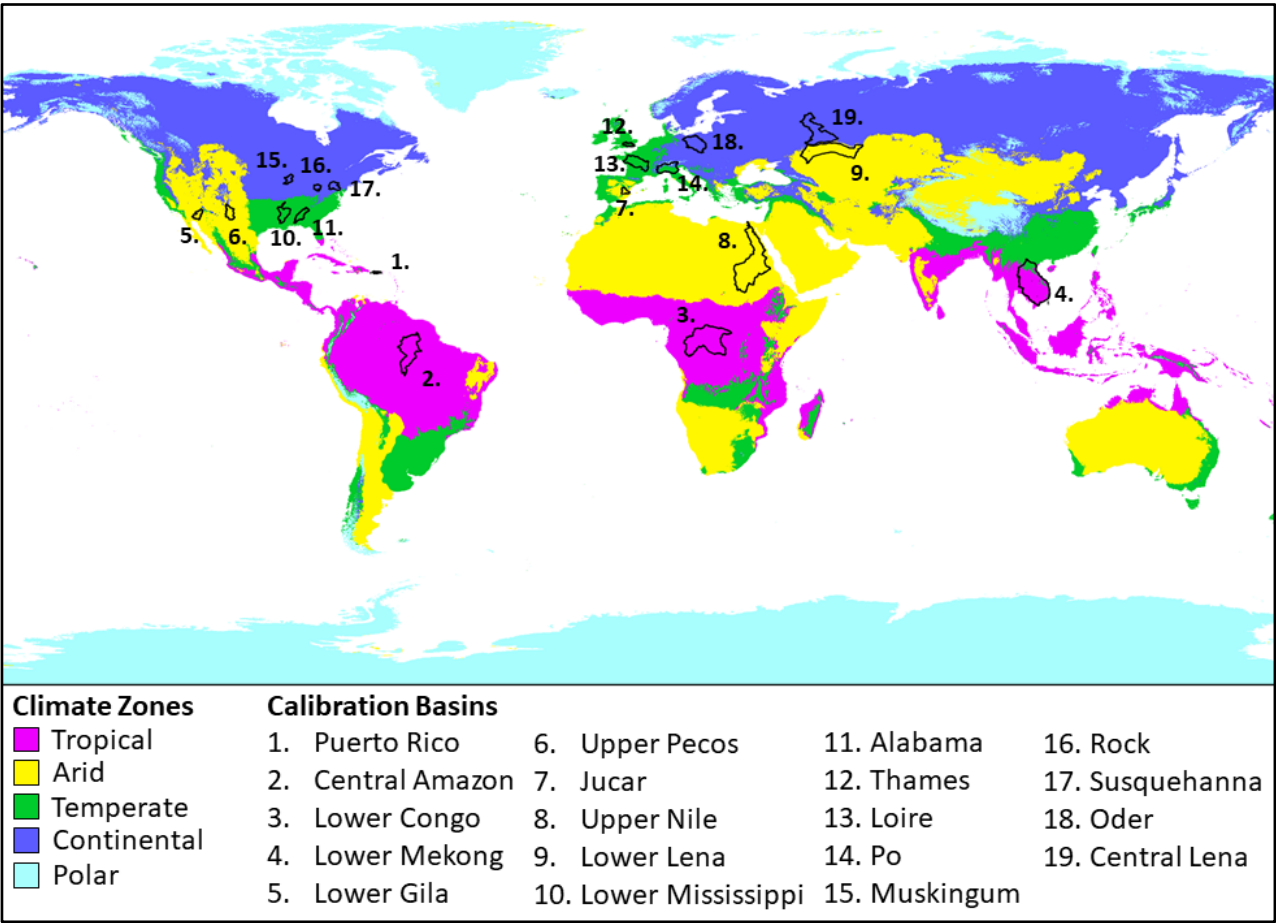 12.
19.
18.
15.
16.
13.
9.
17.
14.
7.
5.
6.
10.
11.
8.
1.
4.
3.
2.
Climate Zones
Tropical
Arid
Temperate
Continental
Polar
Calibration Basins
1. Puerto Rico
2. Central Amazon
3. Lower Congo
4. Lower Mekong
5. Lower Gila
6. Upper Pecos
7. Jucar
8. Upper Nile
9. Lower Lena
10. Lower Mississippi
11. Alabama
12. Thames
13. Loire
14. Po
15. Muskingum
16. Rock
17. Susquehanna
18. Oder
19. Central Lena